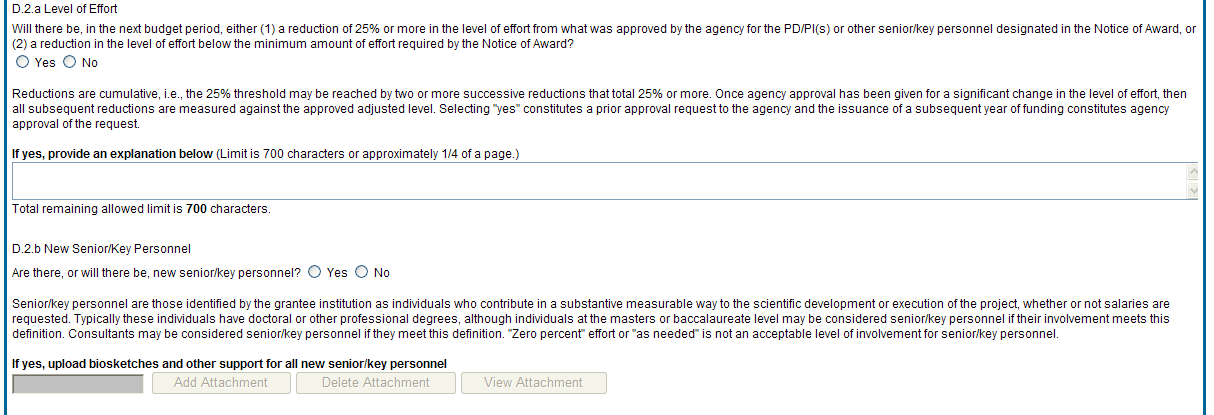 D.2.a Level of Effort
Will there be, in the next budget period, either (1) a reduction of 25% or more in the level of effort from what was approved by the agency for the PD/PI(s) or other senior/key personnel designated in the Notice of Award, or
(2) a reduction in the level of effort below the minimum amount of effort required by the Notice of Award?
Yes No
Reductions are cumulative, i.e., the 25% threshold may be reached by two or more successive reductions that total 25% or more. Once agency approval has been given for a significant change in the level of effort, then
all subsequent reductions are measured against the approved adjusted level. Selecting "yes" constitutes a prior approval request to the agency and the issuance of a subsequent year of funding constitutes agency
approval of the request.
If yes, provide an explanation below (Limit is 700 characters or approximately 1/4 of a page.)
Total remaining allowed limit is 700 characters.
D.2.b New Senior/Key Personnel
Are there, or will there be, new senior/key personnel? Yes No
Senior/key personnel are those identified by the grantee institution as individuals who contribute in a substantive measurable way to the scientific development or execution of the project, whether or not salaries are
requested. Typically these individuals have doctoral or other professional degrees, although individuals at the masters or baccalaureate level may be considered senior/key personnel if their involvement meets this
definition. Consultants may be considered senior/key personnel if they meet this definition. "Zero percent" effort or "as needed" is not an acceptable level of involvement for senior/key personnel.
If yes, upload biosketches and other support for all new senior/key personnel
Add Attachment Delete Attachment View Attachment